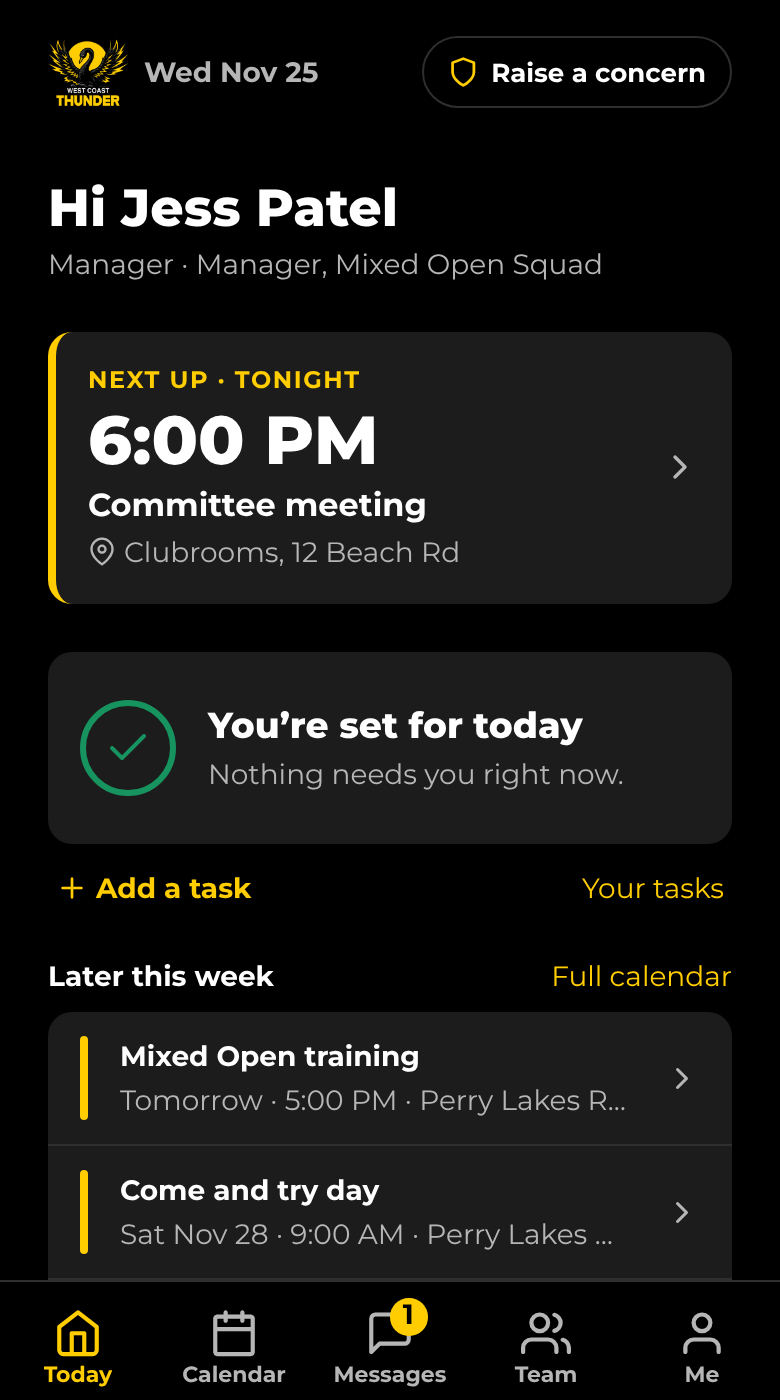 WEST COAST
THUNDER
Wed Nov 25
Raise a concern
Hi Jess Patel
Manager · Manager, Mixed Open Squad
NEXT UP · TONIGHT
6:00 PM
Committee meeting
Clubrooms, 12 Beach Rd
You’re set for today
Nothing needs you right now.
Add a task
Your tasks
Later this week
Full calendar
Mixed Open training
Tomorrow · 5:00 PM · Perry Lakes R...
Come and try day
Sat Nov 28 · 9:00 AM · Perry Lakes ...
1
Today
Calendar
Messages
Team
Me